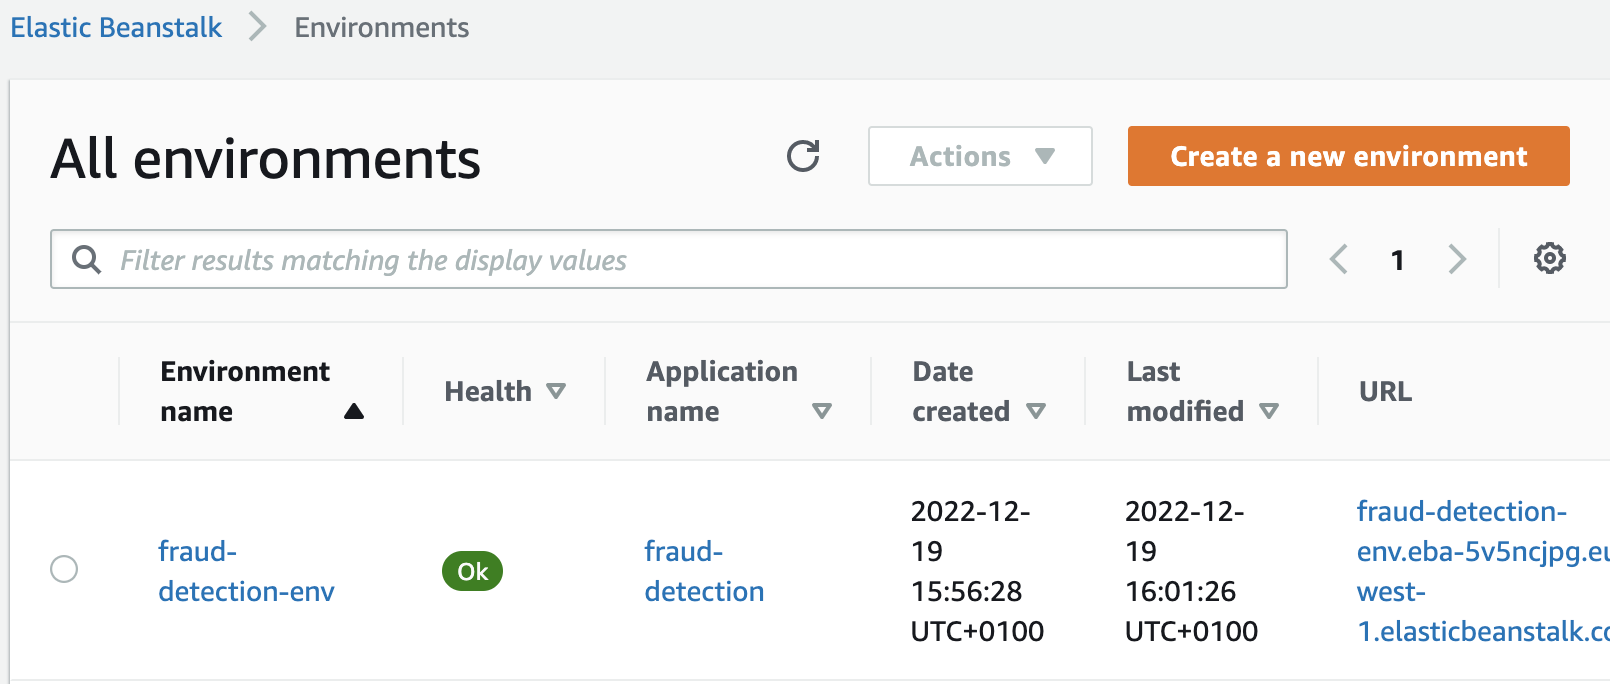 Elastic Beanstalk > Environments
All environments
Actions
Create a new environment
Filter results matching the display values
1
Environment name
Health
Application name
Date created
Last modified
URL
fraud-
detection-env
Ok
fraud-
detection
2022-12-
19
15:56:28
UTC+0100
2022-12-
19
16:01:26
UTC+0100
fraud-detection-
env.eba-5v5ncjpg.eu
west-
1.elasticbeanstalk.co